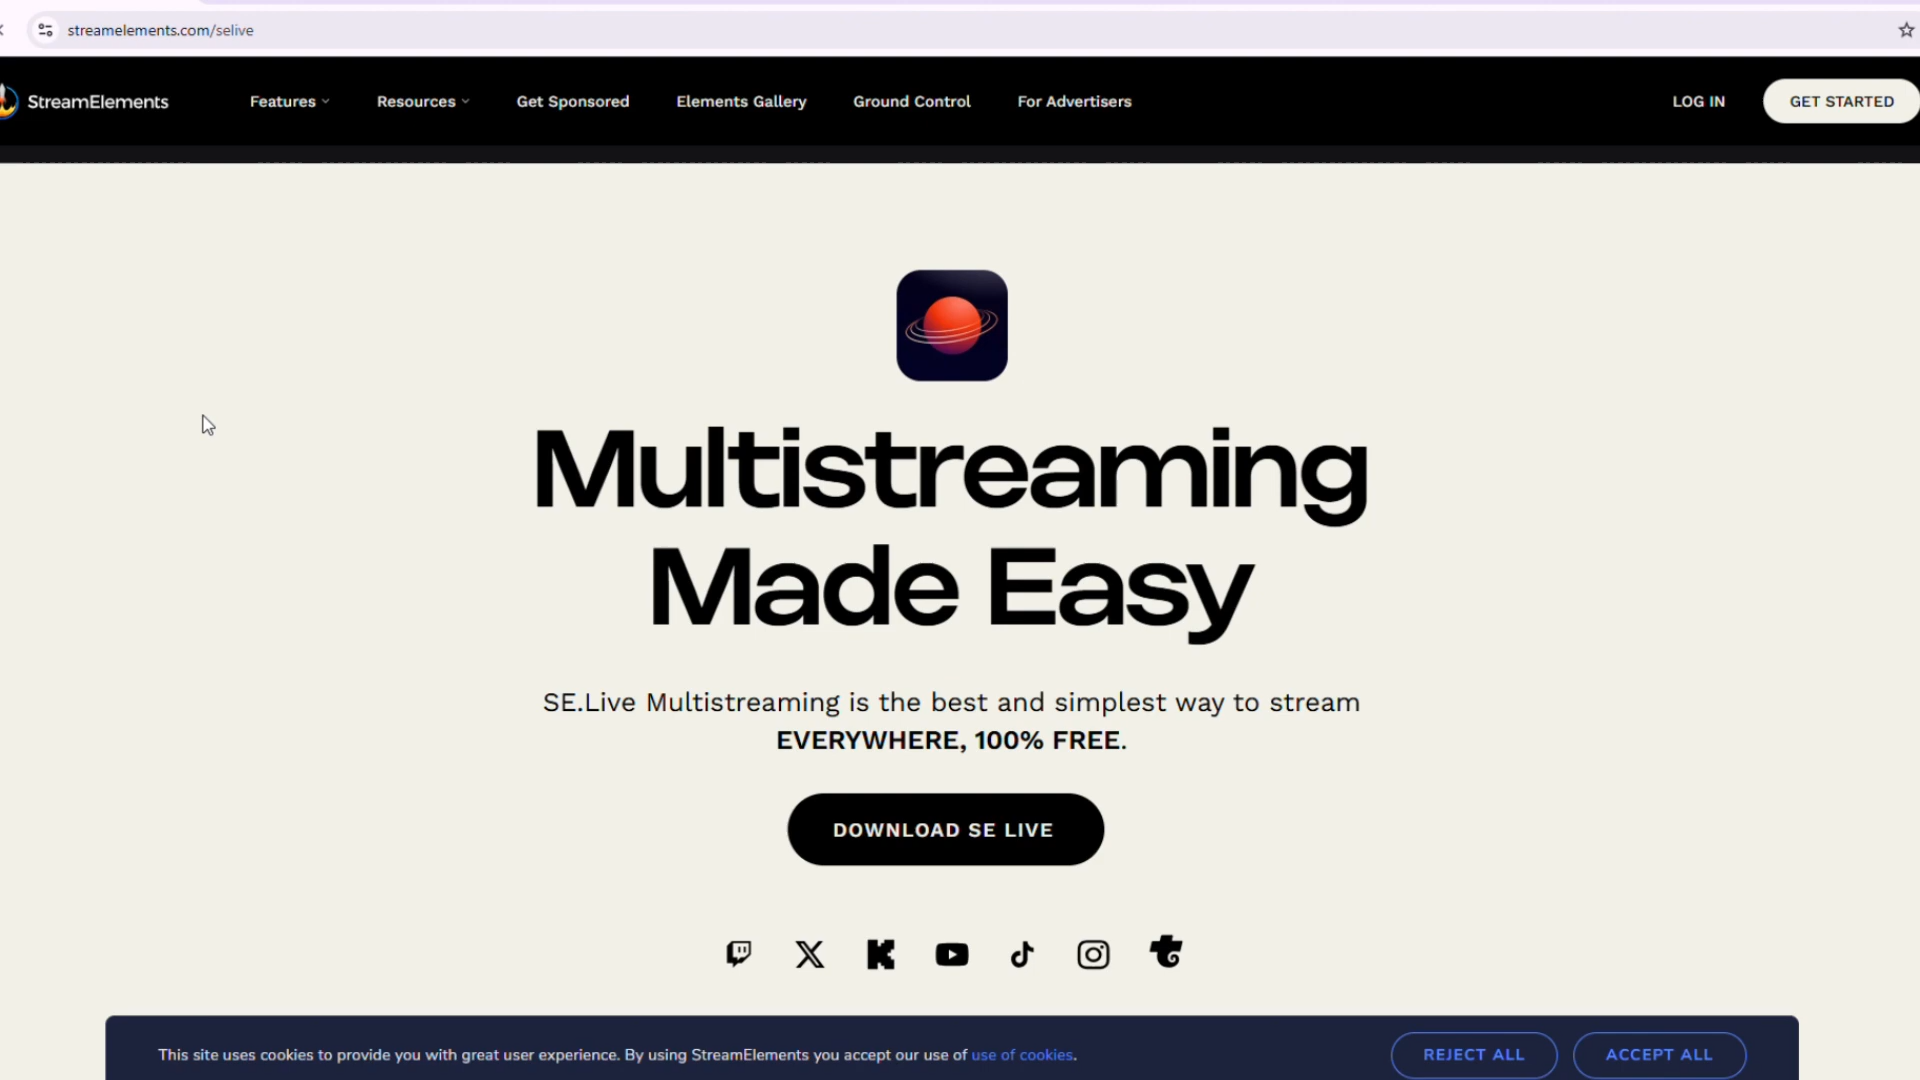 streamelements.com/selive
StreamElements
Features
Resources
Get Sponsored
Elements Gallery
Ground Control
For Advertisers
LOG IN
GET STARTED
Multistreaming
Made Easy
SE.Live Multistreaming is the best and simplest way to stream
EVERYWHERE, 100% FREE.
DOWNLOAD SE LIVE
This site uses cookies to provide you with great user experience. By using StreamElements you accept our use of use of cookies.
REJECT ALL
ACCEPT ALL